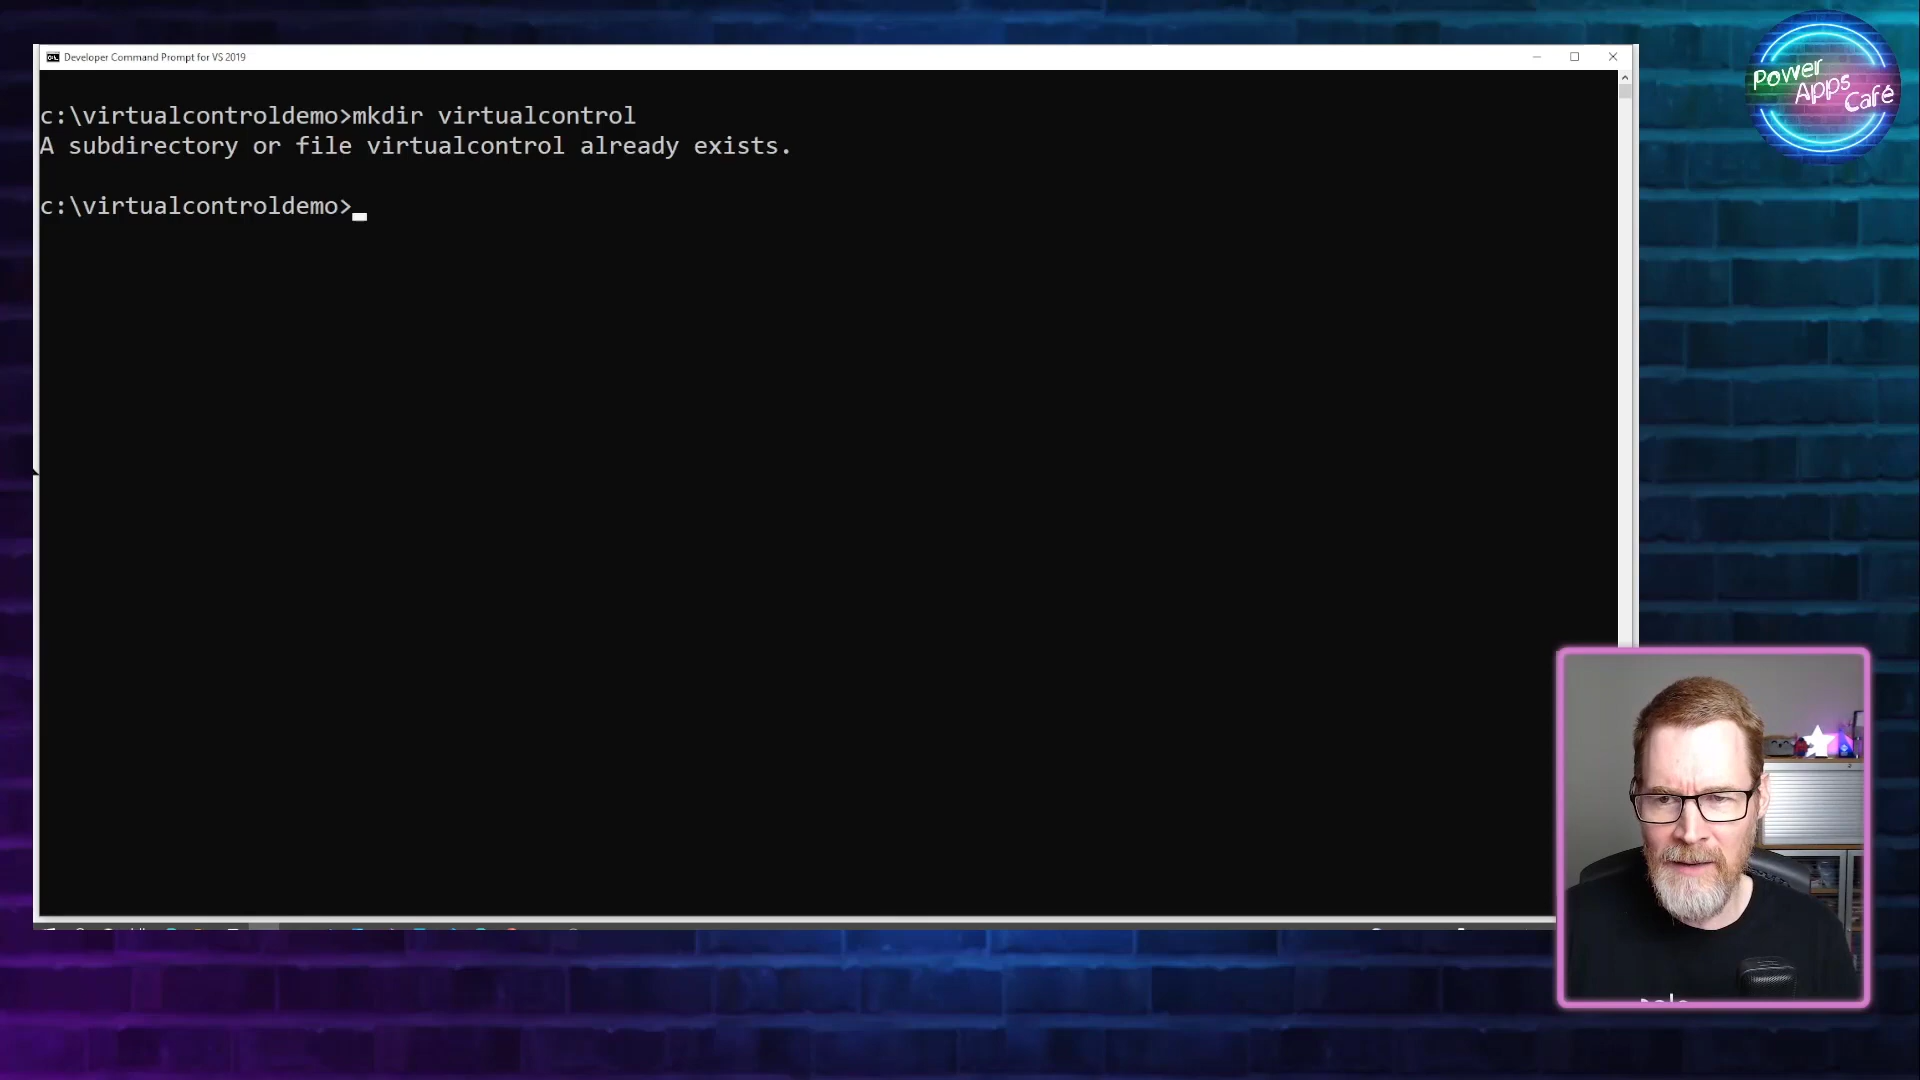 Developer Command Prompt for VS 2019
c:\virtualcontroldemo>mkdir virtualcontrol
A subdirectory or file virtualcontrol already exists.
c:\virtualcontroldemo>
Power
Apps
Café